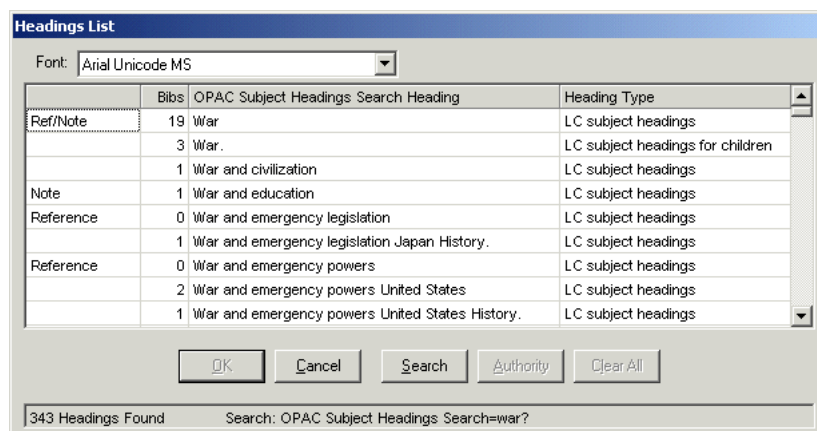 Headings List
Font: Arial Unicode MS
Bibs OPAC Subject Headings Search Heading Heading Type
Ref/Note 19 War LC subject headings
3 War. LC subject headings for children
1 War and civilization LC subject headings
Note 1 War and education LC subject headings
Reference 0 War and emergency legislation LC subject headings
1 War and emergency legislation Japan History. LC subject headings
Reference 0 War and emergency powers LC subject headings
2 War and emergency powers United States LC subject headings
1 War and emergency powers United States History. LC subject headings
OK Cancel Search Authority Clear All
343 Headings Found Search: OPAC Subject Headings Search=war?